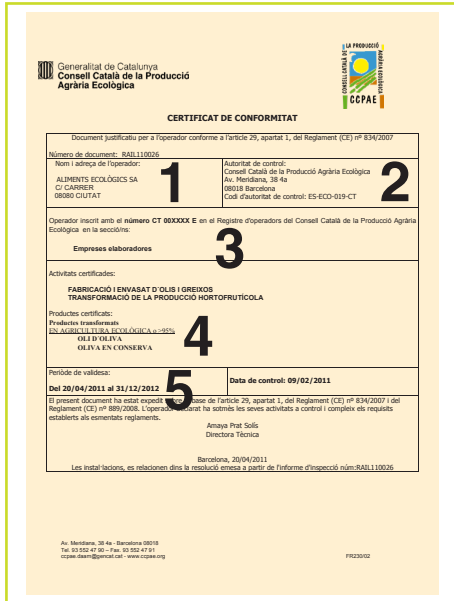 Generalitat de Catalunya
Consell Català de la Producció
Agrària Ecològica
CONSELL CATALÀ DE LA PRODUCCIÓ AGRÀRIA ECOLÒGICA
CCPAE
CERTIFICAT DE CONFORMITAT
Document justificatiu per a l'operador conforme a l'article 29, apartat 1, del Reglament (CE) nº 834/2007
Número de document: RAIL110026
Nom i adreça de l'operador:
ALIMENTS ECOLÒGICS SA
C/ CARRER
08080 CIUTAT
1
Autoritat de control:
Consell Català de la Producció Agrària Ecològica
Av. Meridiana, 38 4a
08018 Barcelona
Codi d'autoritat de control: ES-ECO-019-CT
2
Operador inscrit amb el número CT 00XXXX E en el Registre d'operadors del Consell Català de la Producció Agrària
Ecològica en la secció/ns:
Empreses elaboradores
3
Activitats certificades:
FABRICACIÓ I ENVASAT D´OLIS I GREIXOS
TRANSFORMACIÓ DE LA PRODUCCIÓ HORTOFRUTÍCOLA
Productes certificats:
Productes transformats
EN AGRICULTURA ECOLÒGICA o >95%
OLI D'OLIVA
OLIVA EN CONSERVA
4
Període de validesa:
Del 20/04/2011 al 31/12/2012
5
Data de control: 09/02/2011
El present document ha estat expedit sobre la base de l'article 29, apartat 1, del Reglament (CE) nº 834/2007 i del
Reglament (CE) nº 889/2008. L'operador declarat ha sotmès les seves activitats a control i compleix els requisits
establerts als esmentats reglaments.
Amaya Prat Solís
Directora Tècnica
Barcelona, 20/04/2011
Les instal·lacions, es relacionen dins la resolució emesa a partir de l'informe d'inspecció núm:RAIL110026
Av. Meridiana, 38 4a - Barcelona 08018
Tel. 93 552 47 90 – Fax. 93 552 47 91
ccpae.daam@gencat.cat - www.ccpae.org
FR230/02